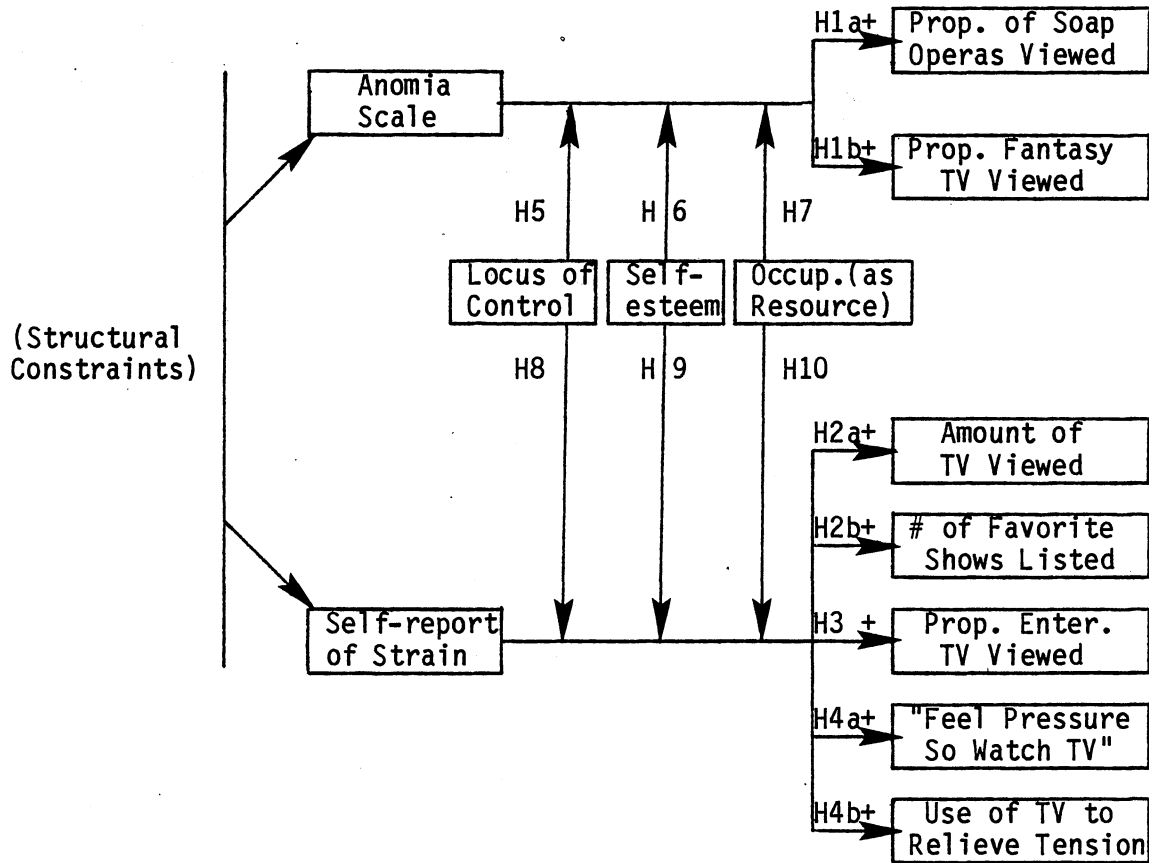 H1a+
Prop. of Soap
Operas Viewed
Anomia
Scale
H1b+
Prop. Fantasy
TV Viewed
H5
H 6
H7
Locus of
Control
Self-
esteem
Occup.(as
Resource)
(Structural
Constraints)
H8
H 9
H10
H2a+
Amount of
TV Viewed
H2b+
# of Favorite
Shows Listed
Self-report
of Strain
H3 +
Prop. Enter.
TV Viewed
H4a+
"Feel Pressure
So Watch TV"
H4b+
Use of TV to
Relieve Tension